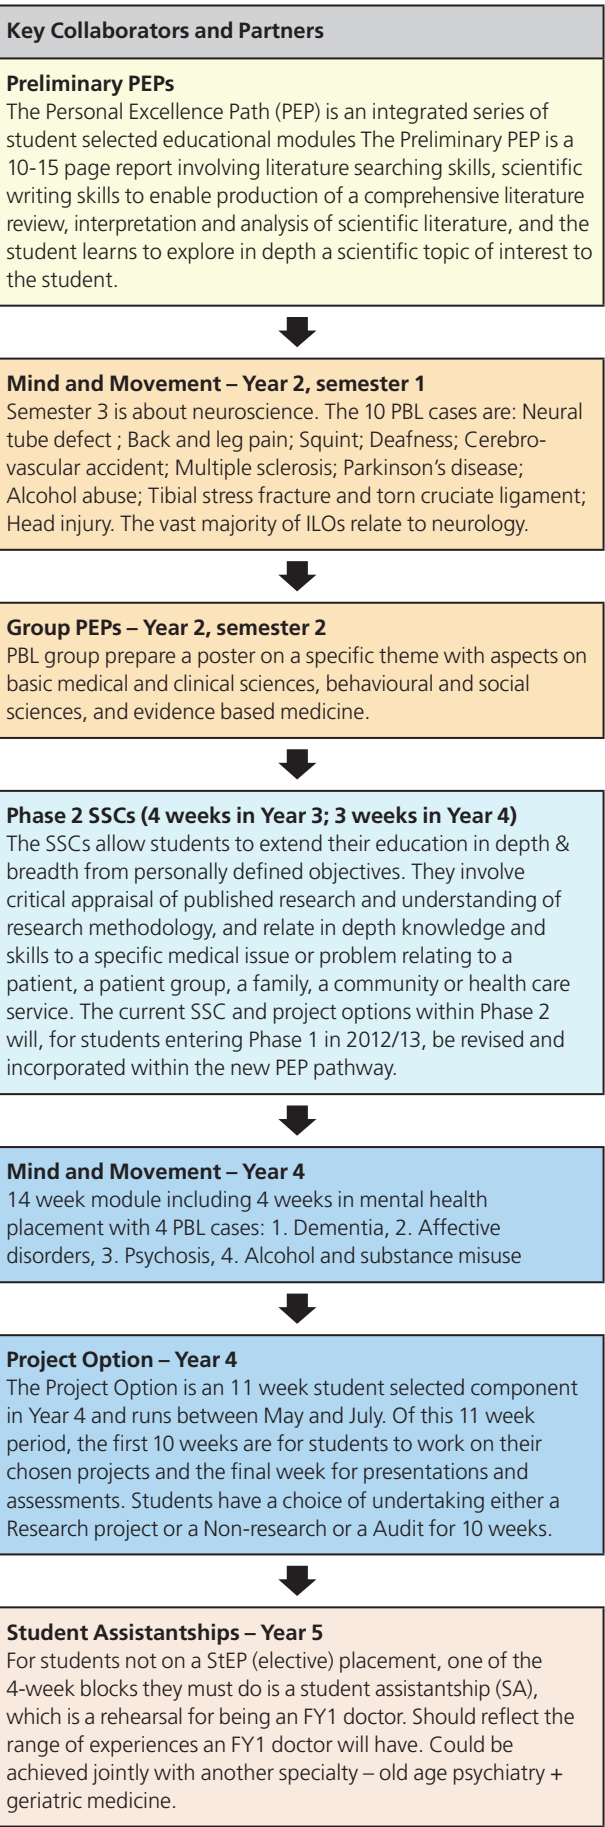 Key Collaborators and Partners
Preliminary PEPs
The Personal Excellence Path (PEP) is an integrated series of
student selected educational modules The Preliminary PEP is a
10-15 page report involving literature searching skills, scientific
writing skills to enable production of a comprehensive literature
review, interpretation and analysis of scientific literature, and the
student learns to explore in depth a scientific topic of interest to
the student.
Mind and Movement – Year 2, semester 1
Semester 3 is about neuroscience. The 10 PBL cases are: Neural
tube defect ; Back and leg pain; Squint; Deafness; Cerebro-
vascular accident; Multiple sclerosis; Parkinson’s disease;
Alcohol abuse; Tibial stress fracture and torn cruciate ligament;
Head injury. The vast majority of ILOs relate to neurology.
Group PEPs – Year 2, semester 2
PBL group prepare a poster on a specific theme with aspects on
basic medical and clinical sciences, behavioural and social
sciences, and evidence based medicine.
Phase 2 SSCs (4 weeks in Year 3; 3 weeks in Year 4)
The SSCs allow students to extend their education in depth &
breadth from personally defined objectives. They involve
critical appraisal of published research and understanding of
research methodology, and relate in depth knowledge and
skills to a specific medical issue or problem relating to a
patient, a patient group, a family, a community or health care
service. The current SSC and project options within Phase 2
will, for students entering Phase 1 in 2012/13, be revised and
incorporated within the new PEP pathway.
Mind and Movement – Year 4
14 week module including 4 weeks in mental health
placement with 4 PBL cases: 1. Dementia, 2. Affective
disorders, 3. Psychosis, 4. Alcohol and substance misuse
Project Option – Year 4
The Project Option is an 11 week student selected component
in Year 4 and runs between May and July. Of this 11 week
period, the first 10 weeks are for students to work on their
chosen projects and the final week for presentations and
assessments. Students have a choice of undertaking either a
Research project or a Non-research or a Audit for 10 weeks.
Student Assistantships – Year 5
For students not on a StEP (elective) placement, one of the
4-week blocks they must do is a student assistantship (SA),
which is a rehearsal for being an FY1 doctor. Should reflect the
range of experiences an FY1 doctor will have. Could be
achieved jointly with another specialty – old age psychiatry +
geriatric medicine.